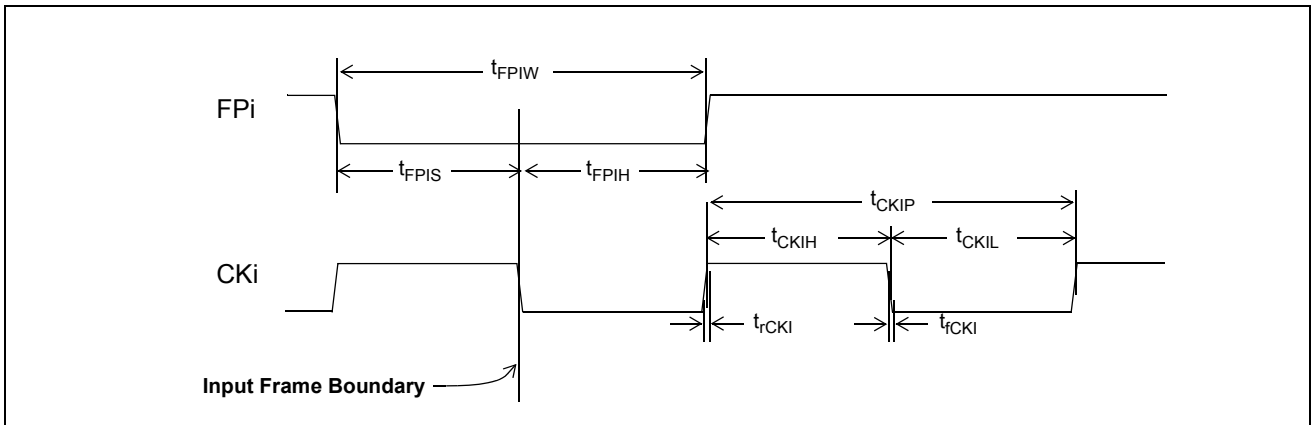 tFPIW
FPi
tFPIS
tFPIH
tCKIP
tCKIH
tCKIL
CKi
trCKI
tfCKI
Input Frame Boundary